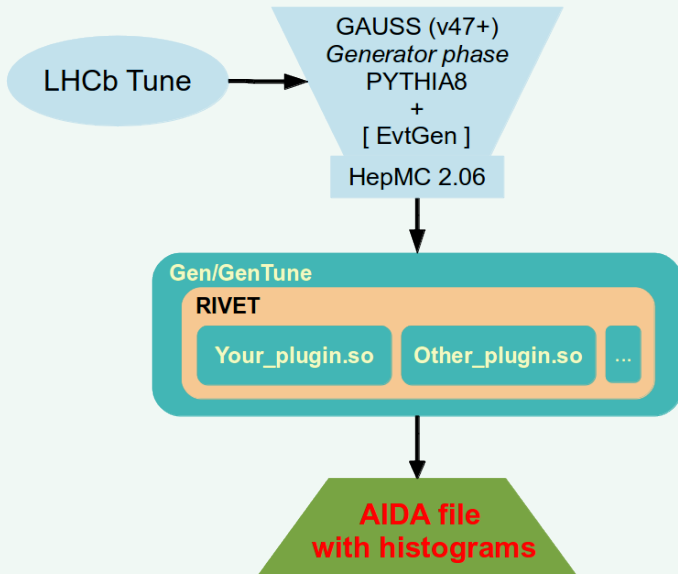 LHCb Tune
GAUSS (v47+)
Generator phase
PYTHIA8
+
[ EvtGen ]
HepMC 2.06
Gen/GenTune
RIVET
Your_plugin.so
Other_plugin.so
...
AIDA file
with histograms